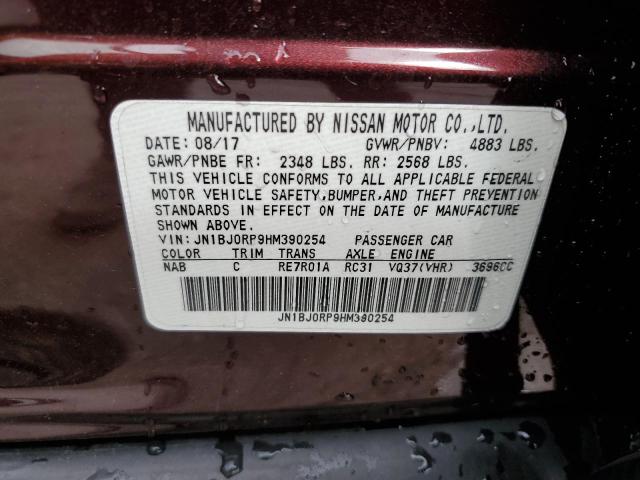 MANUFACTURED BY NISSAN MOTOR CO.,LTD.
DATE: 08/17 GVWR/PNBV: 4883 LBS.
GAWR/PNBE FR: 2348 LBS. RR: 2568 LBS.
THIS VEHICLE CONFORMS TO ALL APPLICABLE FEDERAL
MOTOR VEHICLE SAFETY,BUMPER,AND THEFT PREVENTION
STANDARDS IN EFFECT ON THE DATE OF MANUFACTURE
SHOWN ABOVE.
VIN: JN1BJ0RP9HM390254 PASSENGER CAR
COLOR TRIM TRANS AXLE ENGINE
NAB C RE7R01A RC31 VQ37(VHR) 3696CC
JN1BJ0RP9HM390254